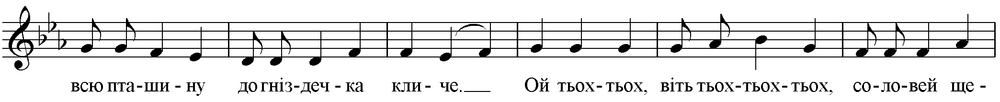 всю пта-ши - ну до гніз-деч - ка кли - че.___ Ой тьох-тьох, віть тьох-тьох-тьох, со-ло-вей ще -